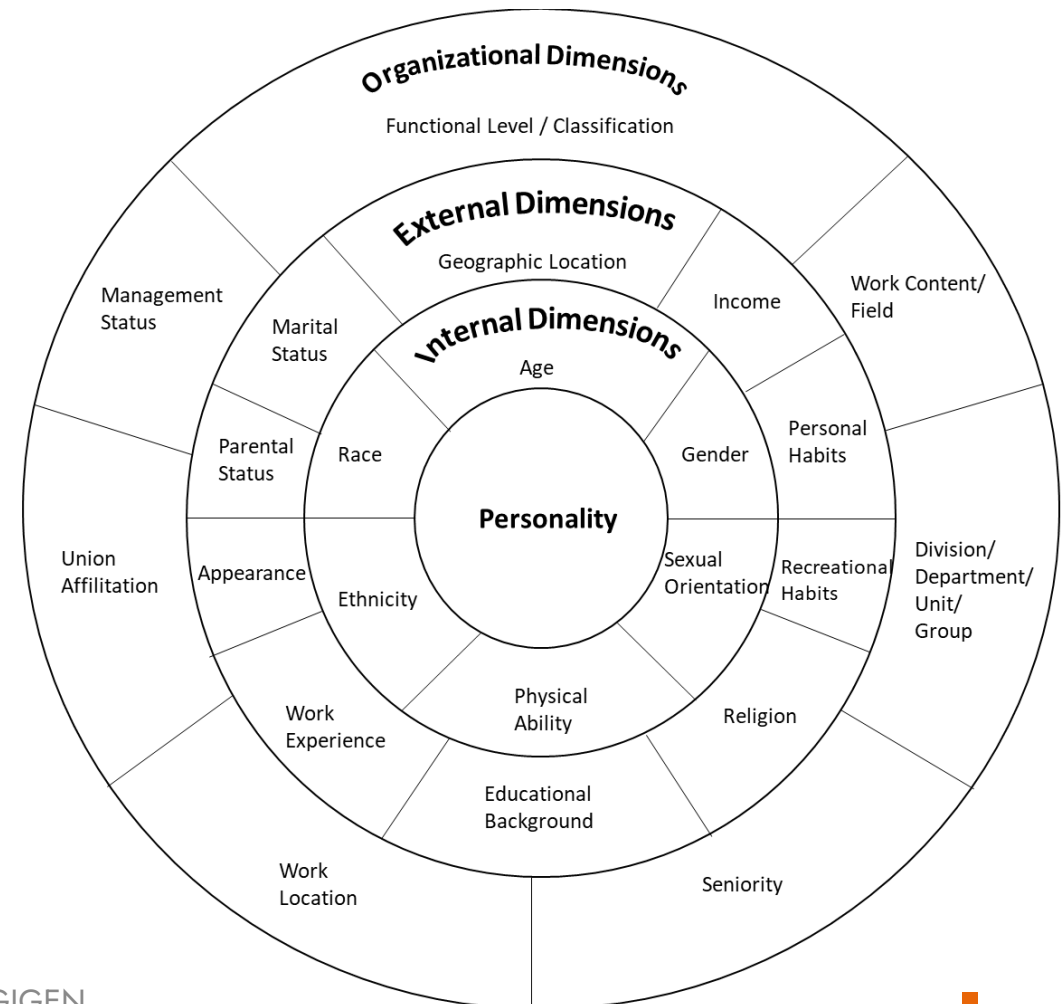 Organizational Dimensions
Functional Level / Classification
External Dimensions
Geographic Location
Internal Dimensions
Age
Management
Status
Marital
Status
Income
Work Content/
Field
Parental
Status
Race
Gender
Personal
Habits
Personality
Union
Affilitation
Appearance
Ethnicity
Sexual
Orientation
Recreational
Habits
Division/
Department/
Unit/
Group
Work
Experience
Physical
Ability
Religion
Educational
Background
Work
Location
Seniority